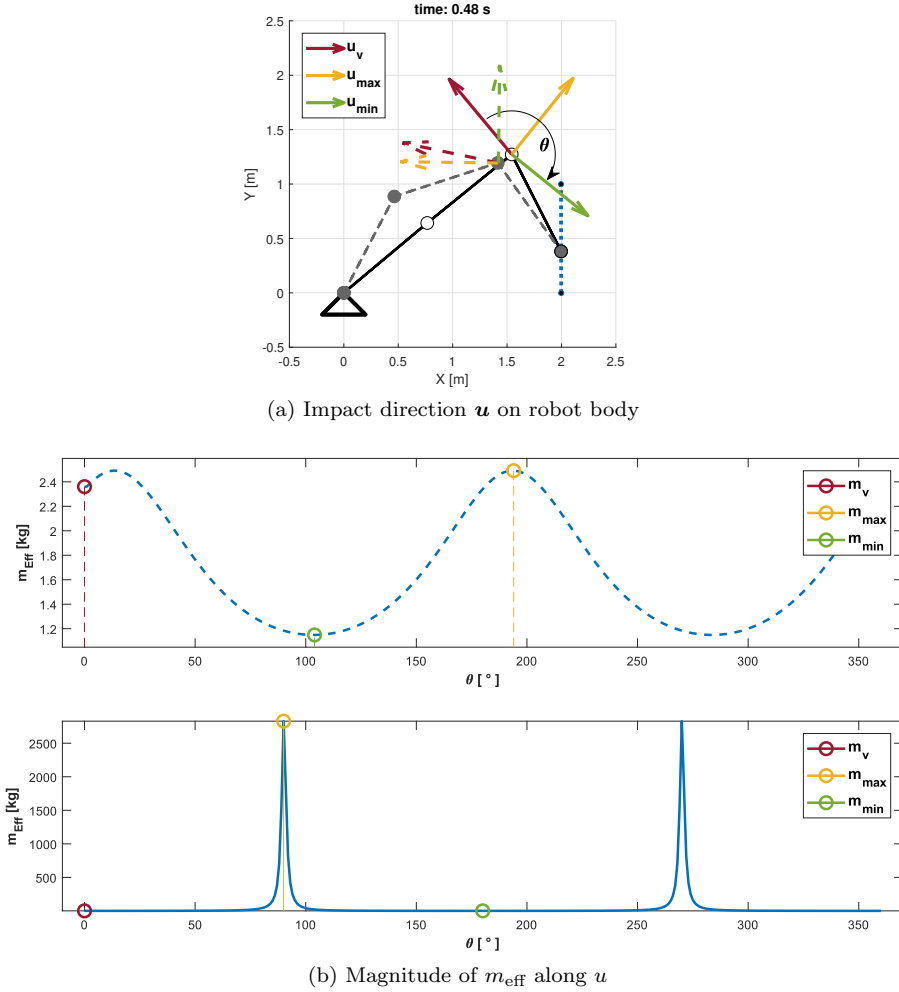 time: 0.48 s
2.5
2
1.5
1
0.5
0
-0.5
Y [m]
u_v
u_max
u_min
θ
-0.5 0 0.5 1 1.5 2 2.5
X [m]
(a) Impact direction u on robot body
2.4
2.2
2
1.8
1.6
1.4
1.2
m_Eff [kg]
m_v
m_max
m_min
0 50 100 150 200 250 300 350
θ [ ° ]
2500
2000
1500
1000
500
m_Eff [kg]
m_v
m_max
m_min
0 50 100 150 200 250 300 350
θ [ ° ]
(b) Magnitude of m_eff along u